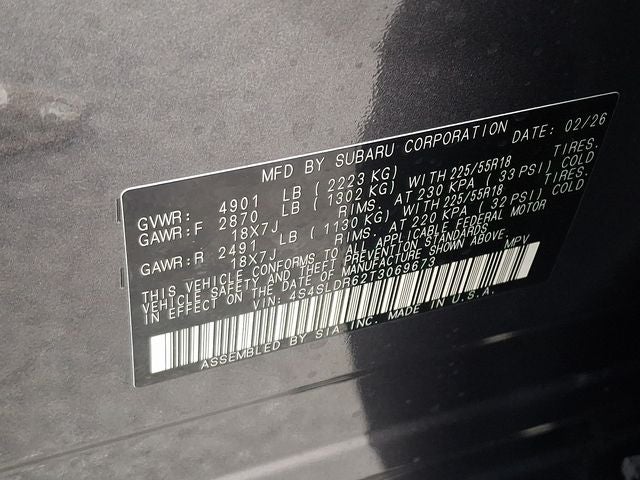 MFD BY SUBARU CORPORATION DATE: 02/26
GVWR: 4901 LB ( 2223 KG)
GAWR:F 2870 LB ( 1302 KG) WITH 225/55R18 TIRES.
18X7J RIMS. AT 230 KPA ( 33 PSI) COLD
GAWR:R 2491 LB ( 1130 KG) WITH 225/55R18 TIRES.
18X7J RIMS. AT 220 KPA ( 32 PSI) COLD
THIS VEHICLE CONFORMS TO ALL APPLICABLE FEDERAL MOTOR
VEHICLE SAFETY AND THEFT PREVENTION STANDARDS
IN EFFECT ON THE DATE OF MANUFACTURE SHOWN ABOVE.
VIN: 4S4SLDR62T3069673 MPV
ASSEMBLED BY SIA INC. MADE IN U.S.A.